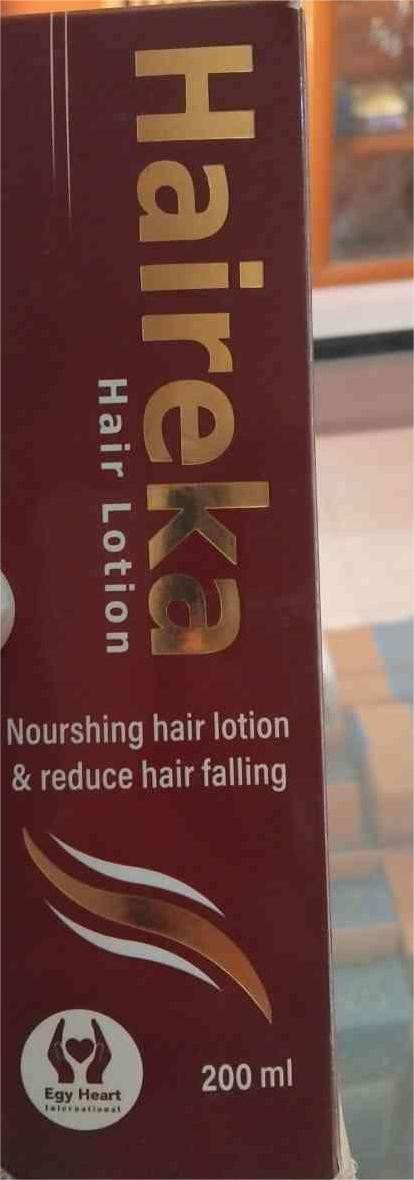 Haireka
Hair Lotion
Nourshing hair lotion
& reduce hair falling
Egy Heart
International
200 ml